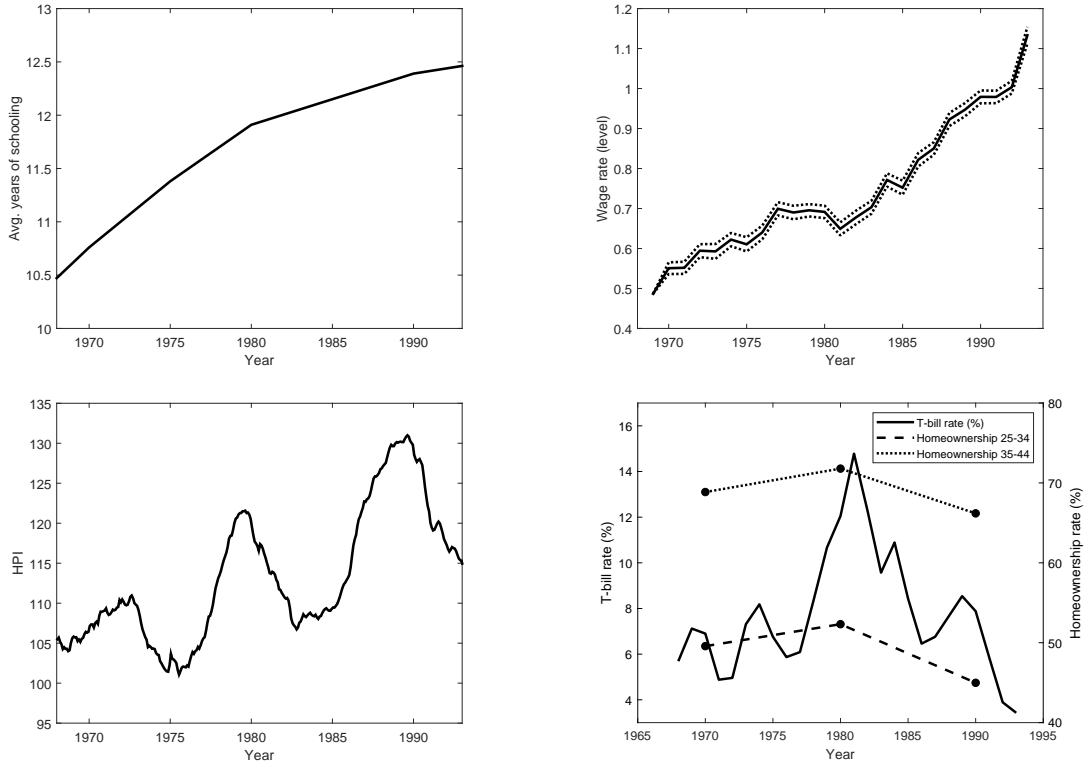 13
12.5
12
11.5
11
10.5
10
Avg. years of schooling
1970 1975 1980 1985 1990
Year
1.2
1.1
1
0.9
0.8
0.7
0.6
0.5
0.4
Wage rate (level)
1970 1975 1980 1985 1990
Year
135
130
125
120
115
110
105
100
95
HPI
1970 1975 1980 1985 1990
Year
16
14
12
10
8
6
4
T-bill rate (%)
T-bill rate (%)
Homeownership 25-34
Homeownership 35-44
80
70
60
50
40
Homeownership rate (%)
1965 1970 1975 1980 1985 1990 1995
Year